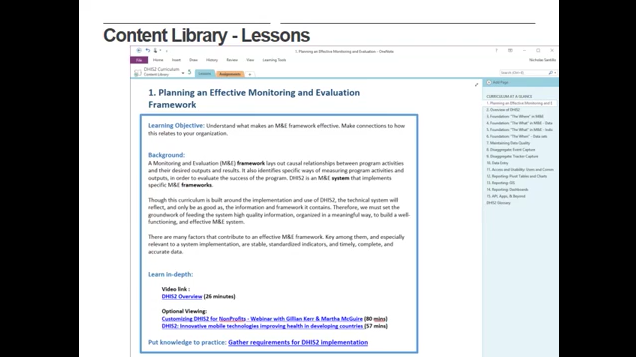 Content Library - Lessons
1. Planning an Effective Monitoring and Evaluation - OneNote
File Home Insert Draw History Review View Learning Tools
DHIS2 Curriculum
Content Library
Content Assignments +
Search (Ctrl+E)
Add Page
1. Planning an Effective Monitoring and Evaluation
Framework
Learning Objective: Understand what makes an M&E framework effective. Make connections to how
this relates to your organization.
Background:
A Monitoring and Evaluation (M&E) framework lays out causal relationships between program activities
and their desired outputs and results. It also identifies specific ways of measuring program activities and
outputs, in order to evaluate the success of the program. DHIS2 is an M&E system that implements
specific M&E frameworks.
Though this curriculum is built around the implementation and use of DHIS2, the technical system will
reflect, and only be as good as, the information and framework it contains. Therefore, we must set the
groundwork of feeding the system high quality information, organized in a meaningful way, to build a well-
functioning, and effective M&E system.
There are many factors that contribute to an effective M&E framework. Key among them, and especially
relevant to a system implementation, are stable, standardized indicators, and timely, complete, and
accurate data.
Learn in-depth:
Video link :
DHIS2 Overview (26 minutes)
Optional Viewing:
Customizing DHIS2 for NonProfits - Webinar with Gillian Kerr & Martha McGuire (80 mins)
DHIS2: Innovative mobile technologies improving health in developing countries (57 mins)
Put knowledge to practice: Gather requirements for DHIS2 implementation
CURRICULUM AT A GLANCE
1. Planning an Effective Monitoring and E
2. Overview of DHIS2
3. Foundation: "The Where" in M&E
4. Foundation: "The What" in M&E - Data
5. Foundation: "The What" in M&E - Indic
6. Foundation: "The When" - Data sets
7. Maintaining Data Quality
8. Disaggregate Event Capture
9. Disaggregate Tracker Capture
10. Data Entry
11. Access and Usability: Users and
12. Reporting: Pivot Tables and Charts
13. Reporting: GIS
14. Reporting: Dashboards
15. API, Apps, & Beyond
DHIS2 Glossary